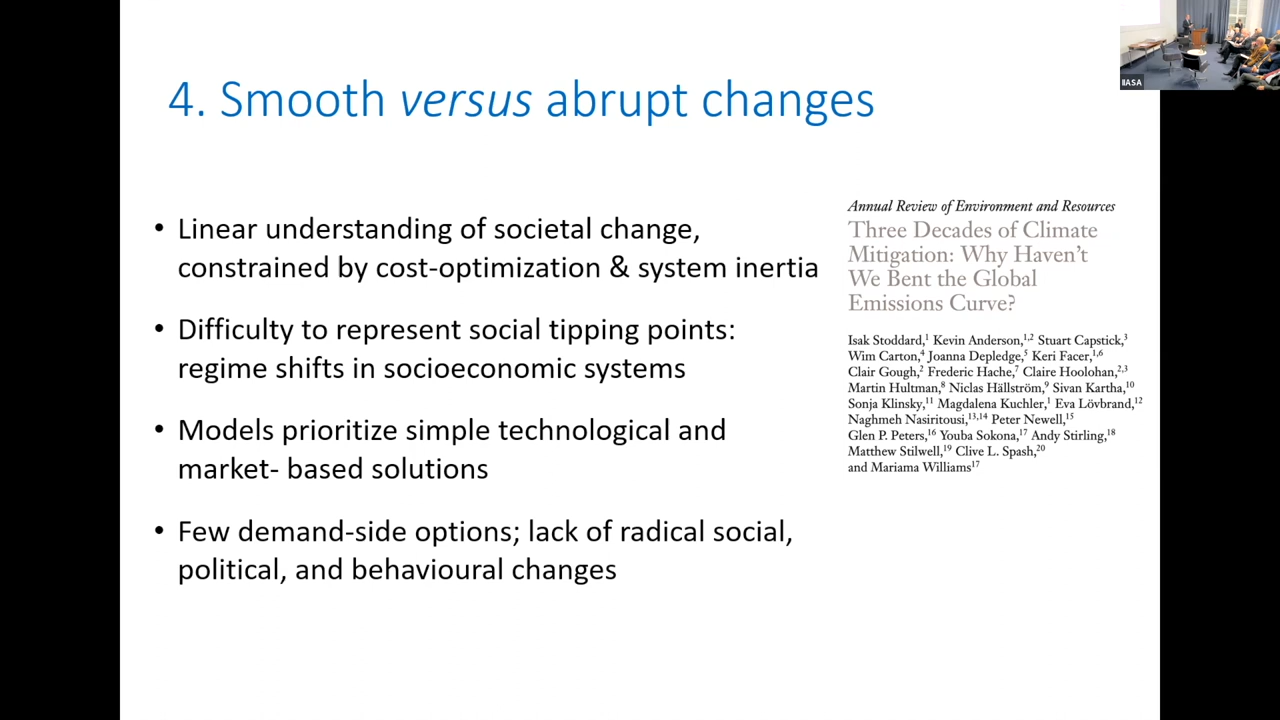 4. Smooth versus abrupt changes
• Linear understanding of societal change,
constrained by cost-optimization & system inertia
• Difficulty to represent social tipping points:
regime shifts in socioeconomic systems
• Models prioritize simple technological and
market- based solutions
• Few demand-side options; lack of radical social,
political, and behavioural changes
Annual Review of Environment and Resources
Three Decades of Climate
Mitigation: Why Haven't
We Bent the Global
Emissions Curve?
Isak Stoddard,¹ Kevin Anderson,¹,² Stuart Capstick,³
Wim Carton,⁴ Joanna Depledge,⁵ Keri Facer,¹,⁶
Clair Gough,² Frederic Hache,⁷ Claire Hoolohan,²,³
Martin Hultman,⁸ Niclas Hällström,⁹ Sivan Kartha,¹⁰
Sonja Klinsky,¹¹ Magdalena Kuchler,¹ Eva Lövbrand,¹²
Naghmeh Nasiritousi,¹³,¹⁴ Peter Newell,¹⁵
Glen P. Peters,¹⁶ Youba Sokona,¹⁷ Andy Stirling,¹⁸
Matthew Stilwell,¹⁹ Clive L. Spash,²⁰
and Mariama Williams¹⁷
IIASA